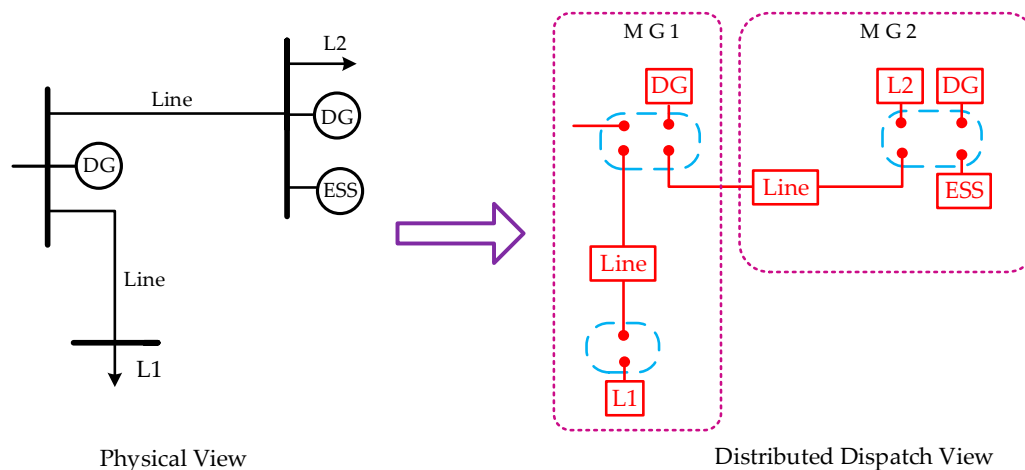 L2
Line
DG
DG
ESS
Line
L1
Physical View
M G 1
DG
Line
L1
M G 2
L2
DG
Line
ESS
Distributed Dispatch View